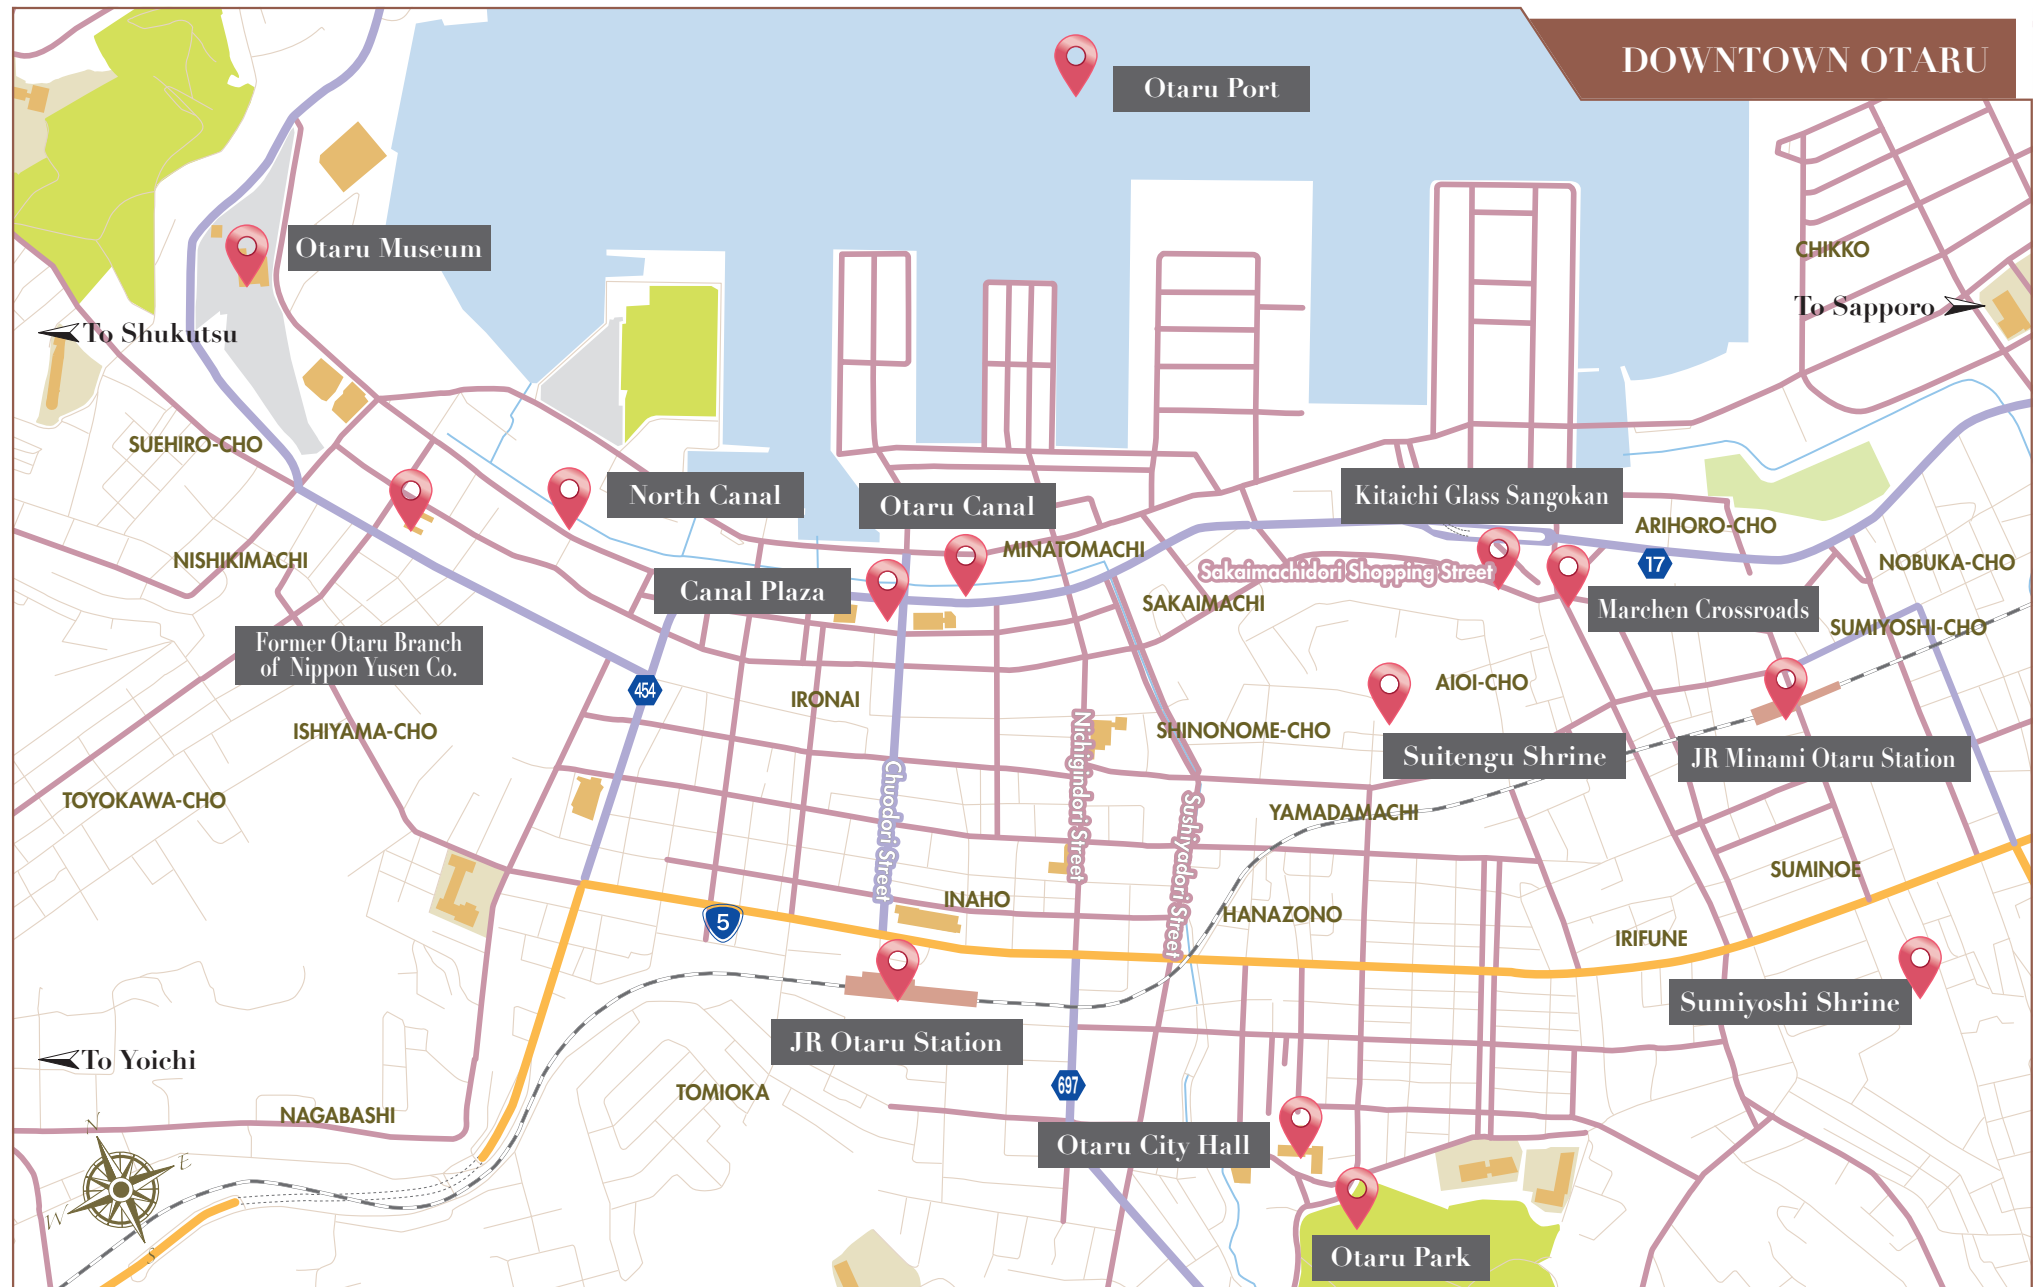 DOWNTOWN OTARU
Otaru Port
Otaru Museum
CHIKKO
To Sapporo
To Shukutsu
SUEHIRO-CHO
North Canal
Otaru Canal
Kitaichi Glass Sangokan
ARIHORO-CHO
NISHIKIMACHI
MINATOMACHI
17
NOBUKA-CHO
Sakaimachidori Shopping Street
Canal Plaza
SAKAIMACHI
Marchen Crossroads
SUMIYOSHI-CHO
Former Otaru Branch
of Nippon Yusen Co.
454
IRONAI
AIOI-CHO
ISHIYAMA-CHO
SHINONOME-CHO
Suitengu Shrine
JR Minami Otaru Station
TOYOKAWA-CHO
Chuodori Street
Nichigindori Street
Sushiyadori Street
YAMADAMACHI
SUMINOE
INAHO
HANAZONO
5
IRIFUNE
Sumiyoshi Shrine
JR Otaru Station
To Yoichi
697
TOMIOKA
NAGABASHI
Otaru City Hall
N
E
W
S
Otaru Park